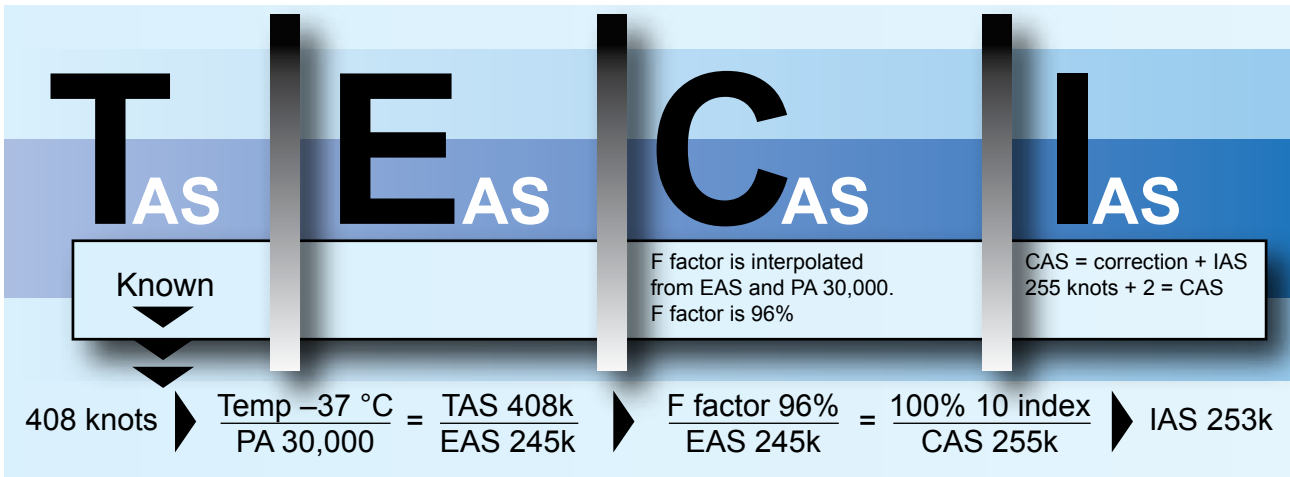 TAS EAS CAS IAS
Known
F factor is interpolated
from EAS and PA 30,000.
F factor is 96%
CAS = correction + IAS
255 knots + 2 = CAS
408 knots
Temp –37 °C
PA 30,000
=
TAS 408k
EAS 245k
F factor 96%
EAS 245k
=
100% 10 index
CAS 255k
IAS 253k